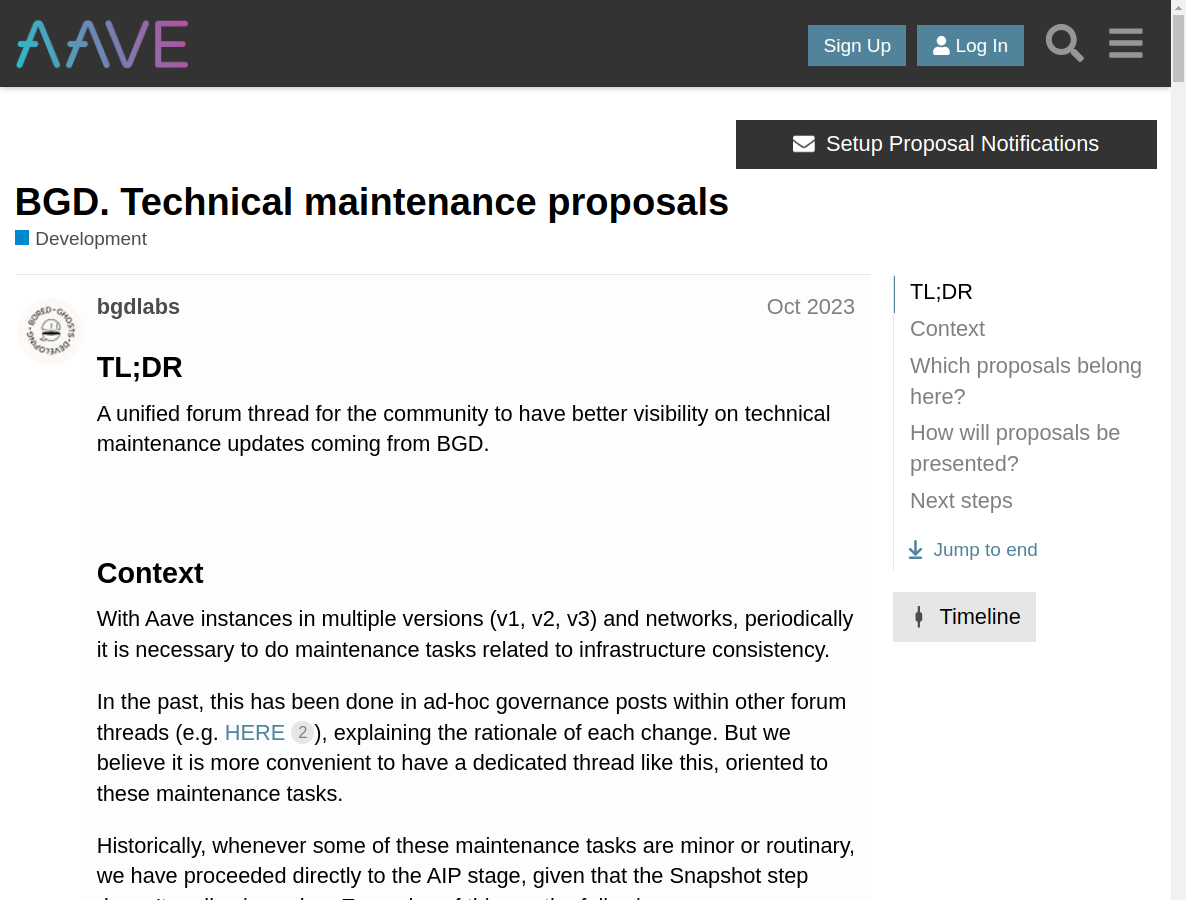 AAVE
Sign Up
Log In
Setup Proposal Notifications
BGD. Technical maintenance proposals
Development
bgdlabs
Oct 2023
BORED · GHOSTS · DEVELOPING ·
TL;DR
A unified forum thread for the community to have better visibility on technical
maintenance updates coming from BGD.
Context
With Aave instances in multiple versions (v1, v2, v3) and networks, periodically
it is necessary to do maintenance tasks related to infrastructure consistency.
In the past, this has been done in ad-hoc governance posts within other forum
threads (e.g. HERE 2), explaining the rationale of each change. But we
believe it is more convenient to have a dedicated thread like this, oriented to
these maintenance tasks.
Historically, whenever some of these maintenance tasks are minor or routinary,
we have proceeded directly to the AIP stage, given that the Snapshot step
TL;DR
Context
Which proposals belong
here?
How will proposals be
presented?
Next steps
Jump to end
Timeline